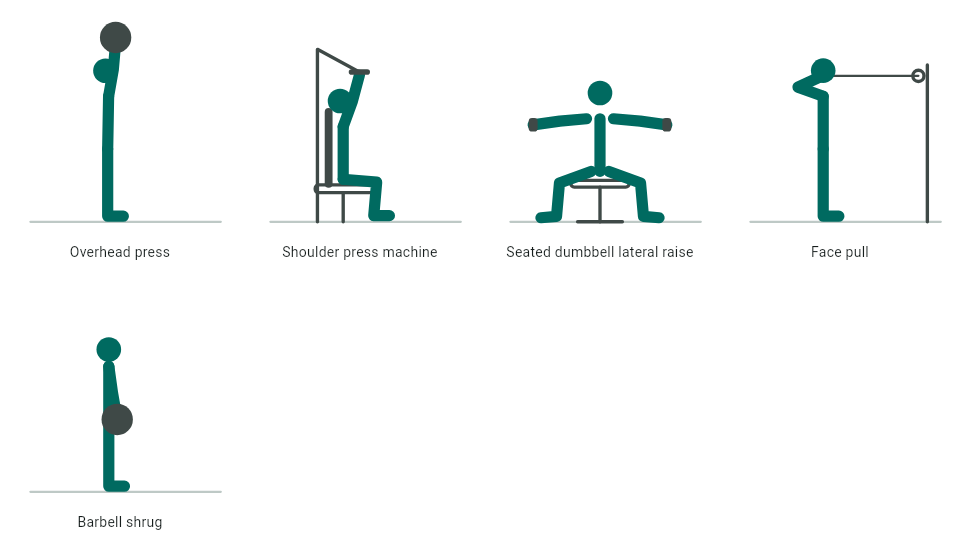 Overhead press
Shoulder press machine
Seated dumbbell lateral raise
Face pull
Barbell shrug